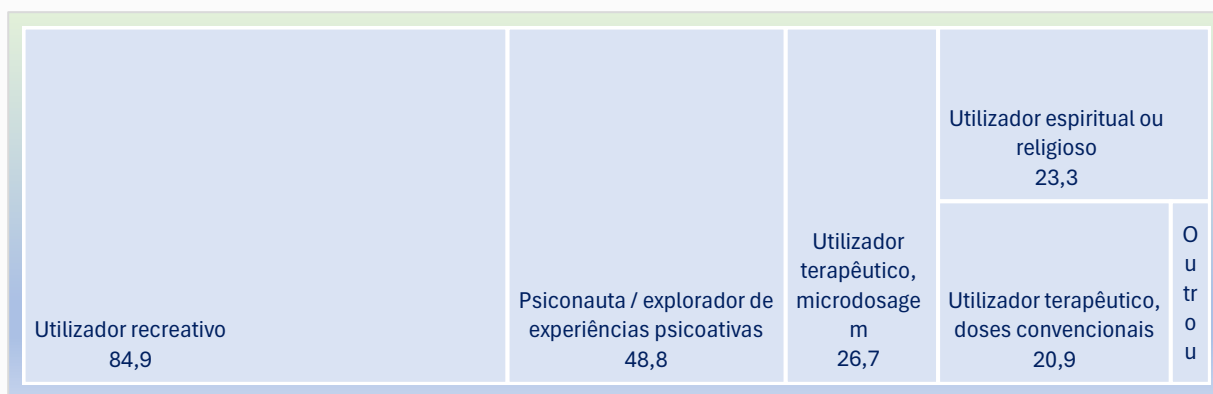 Utilizador recreativo
84,9
Psiconauta / explorador de
experiências psicoativas
48,8
Utilizador
terapêutico,
microdosage
m
26,7
Utilizador espiritual ou
religioso
23,3
Utilizador terapêutico,
doses convencionais
20,9
O
u
tr
o
u